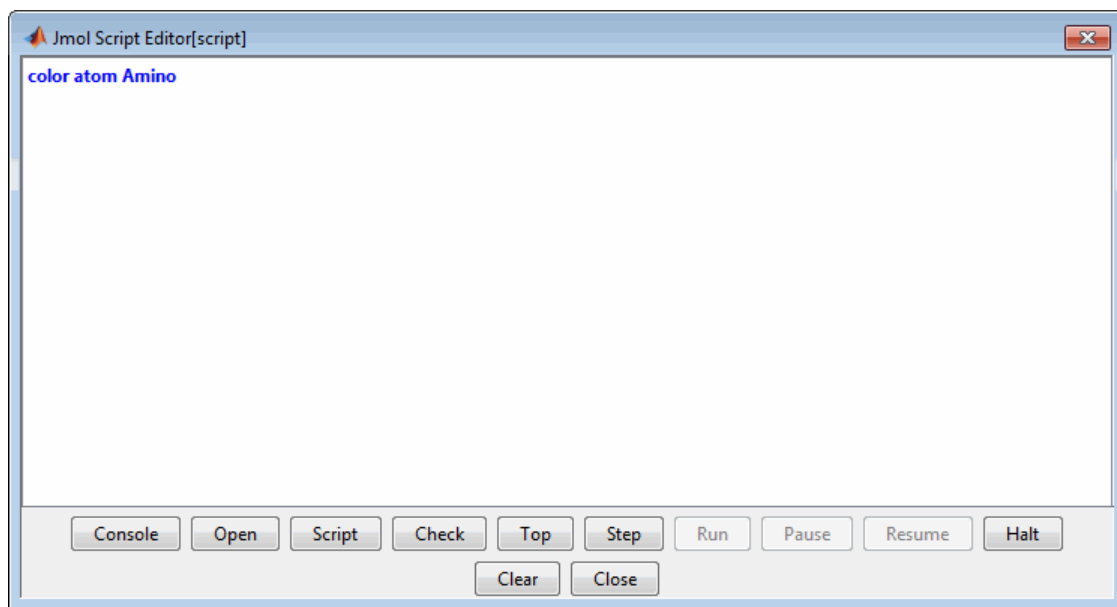 Jmol Script Editor[script]
color atom Amino
Console Open Script Check Top Step Run Pause Resume Halt
Clear Close